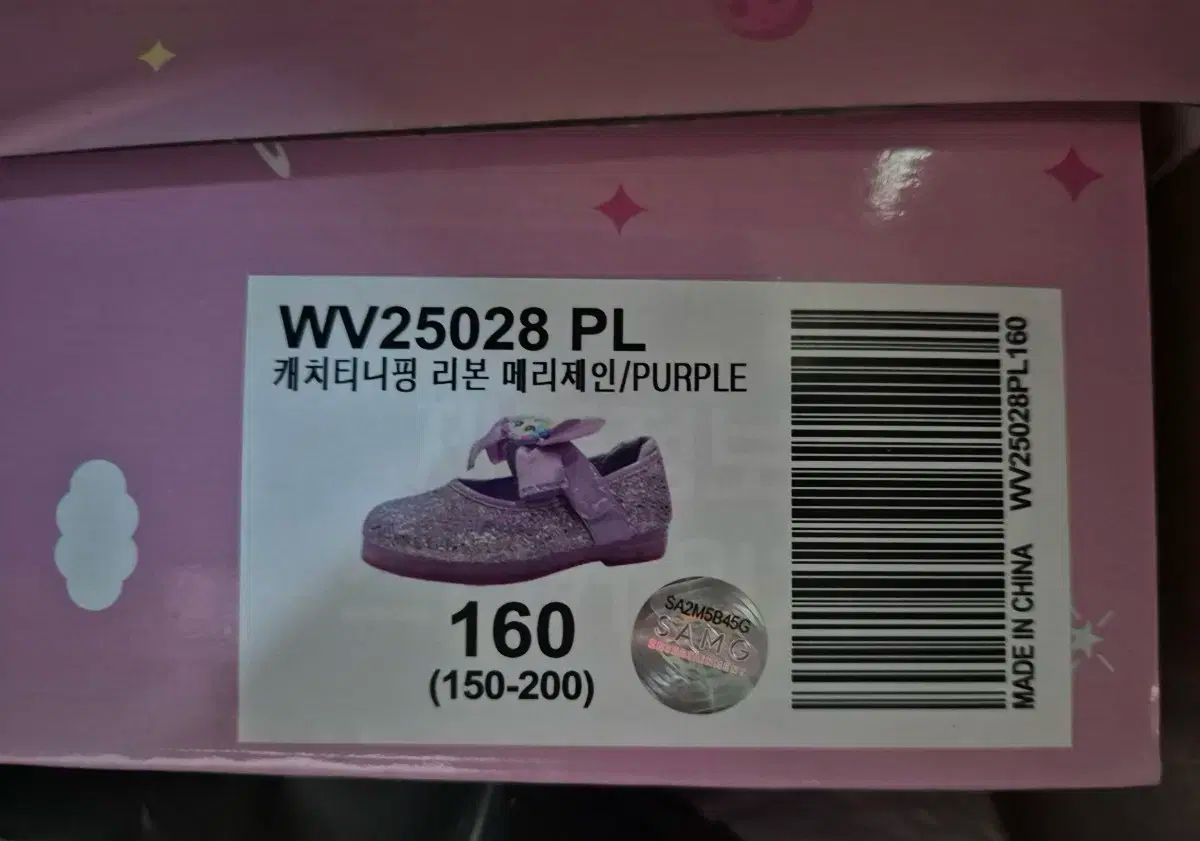 WV25028 PL
캐치티니핑 리본 메리제인/PURPLE
160
(150-200)
SA2M5B45G
SAMG
ENTERTAINMENT
MADE IN CHINA WV25028PL160